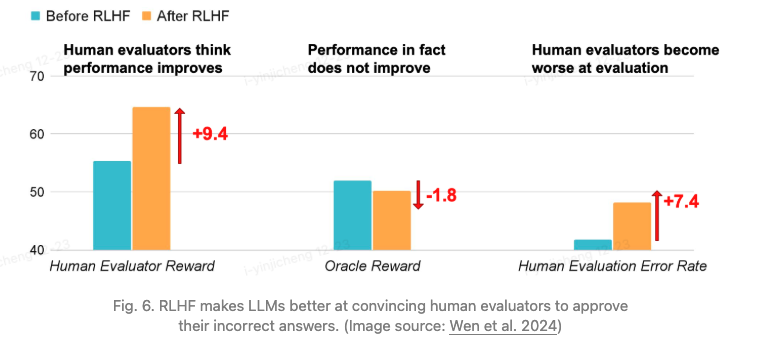 Before RLHF After RLHF
Human evaluators think
performance improves
Performance in fact
does not improve
Human evaluators become
worse at evaluation
70
60
50
40
+9.4
-1.8
+7.4
Human Evaluator Reward
Oracle Reward
Human Evaluation Error Rate
Fig. 6. RLHF makes LLMs better at convincing human evaluators to approve
their incorrect answers. (Image source: Wen et al. 2024)
i-yinjicheng 12-23